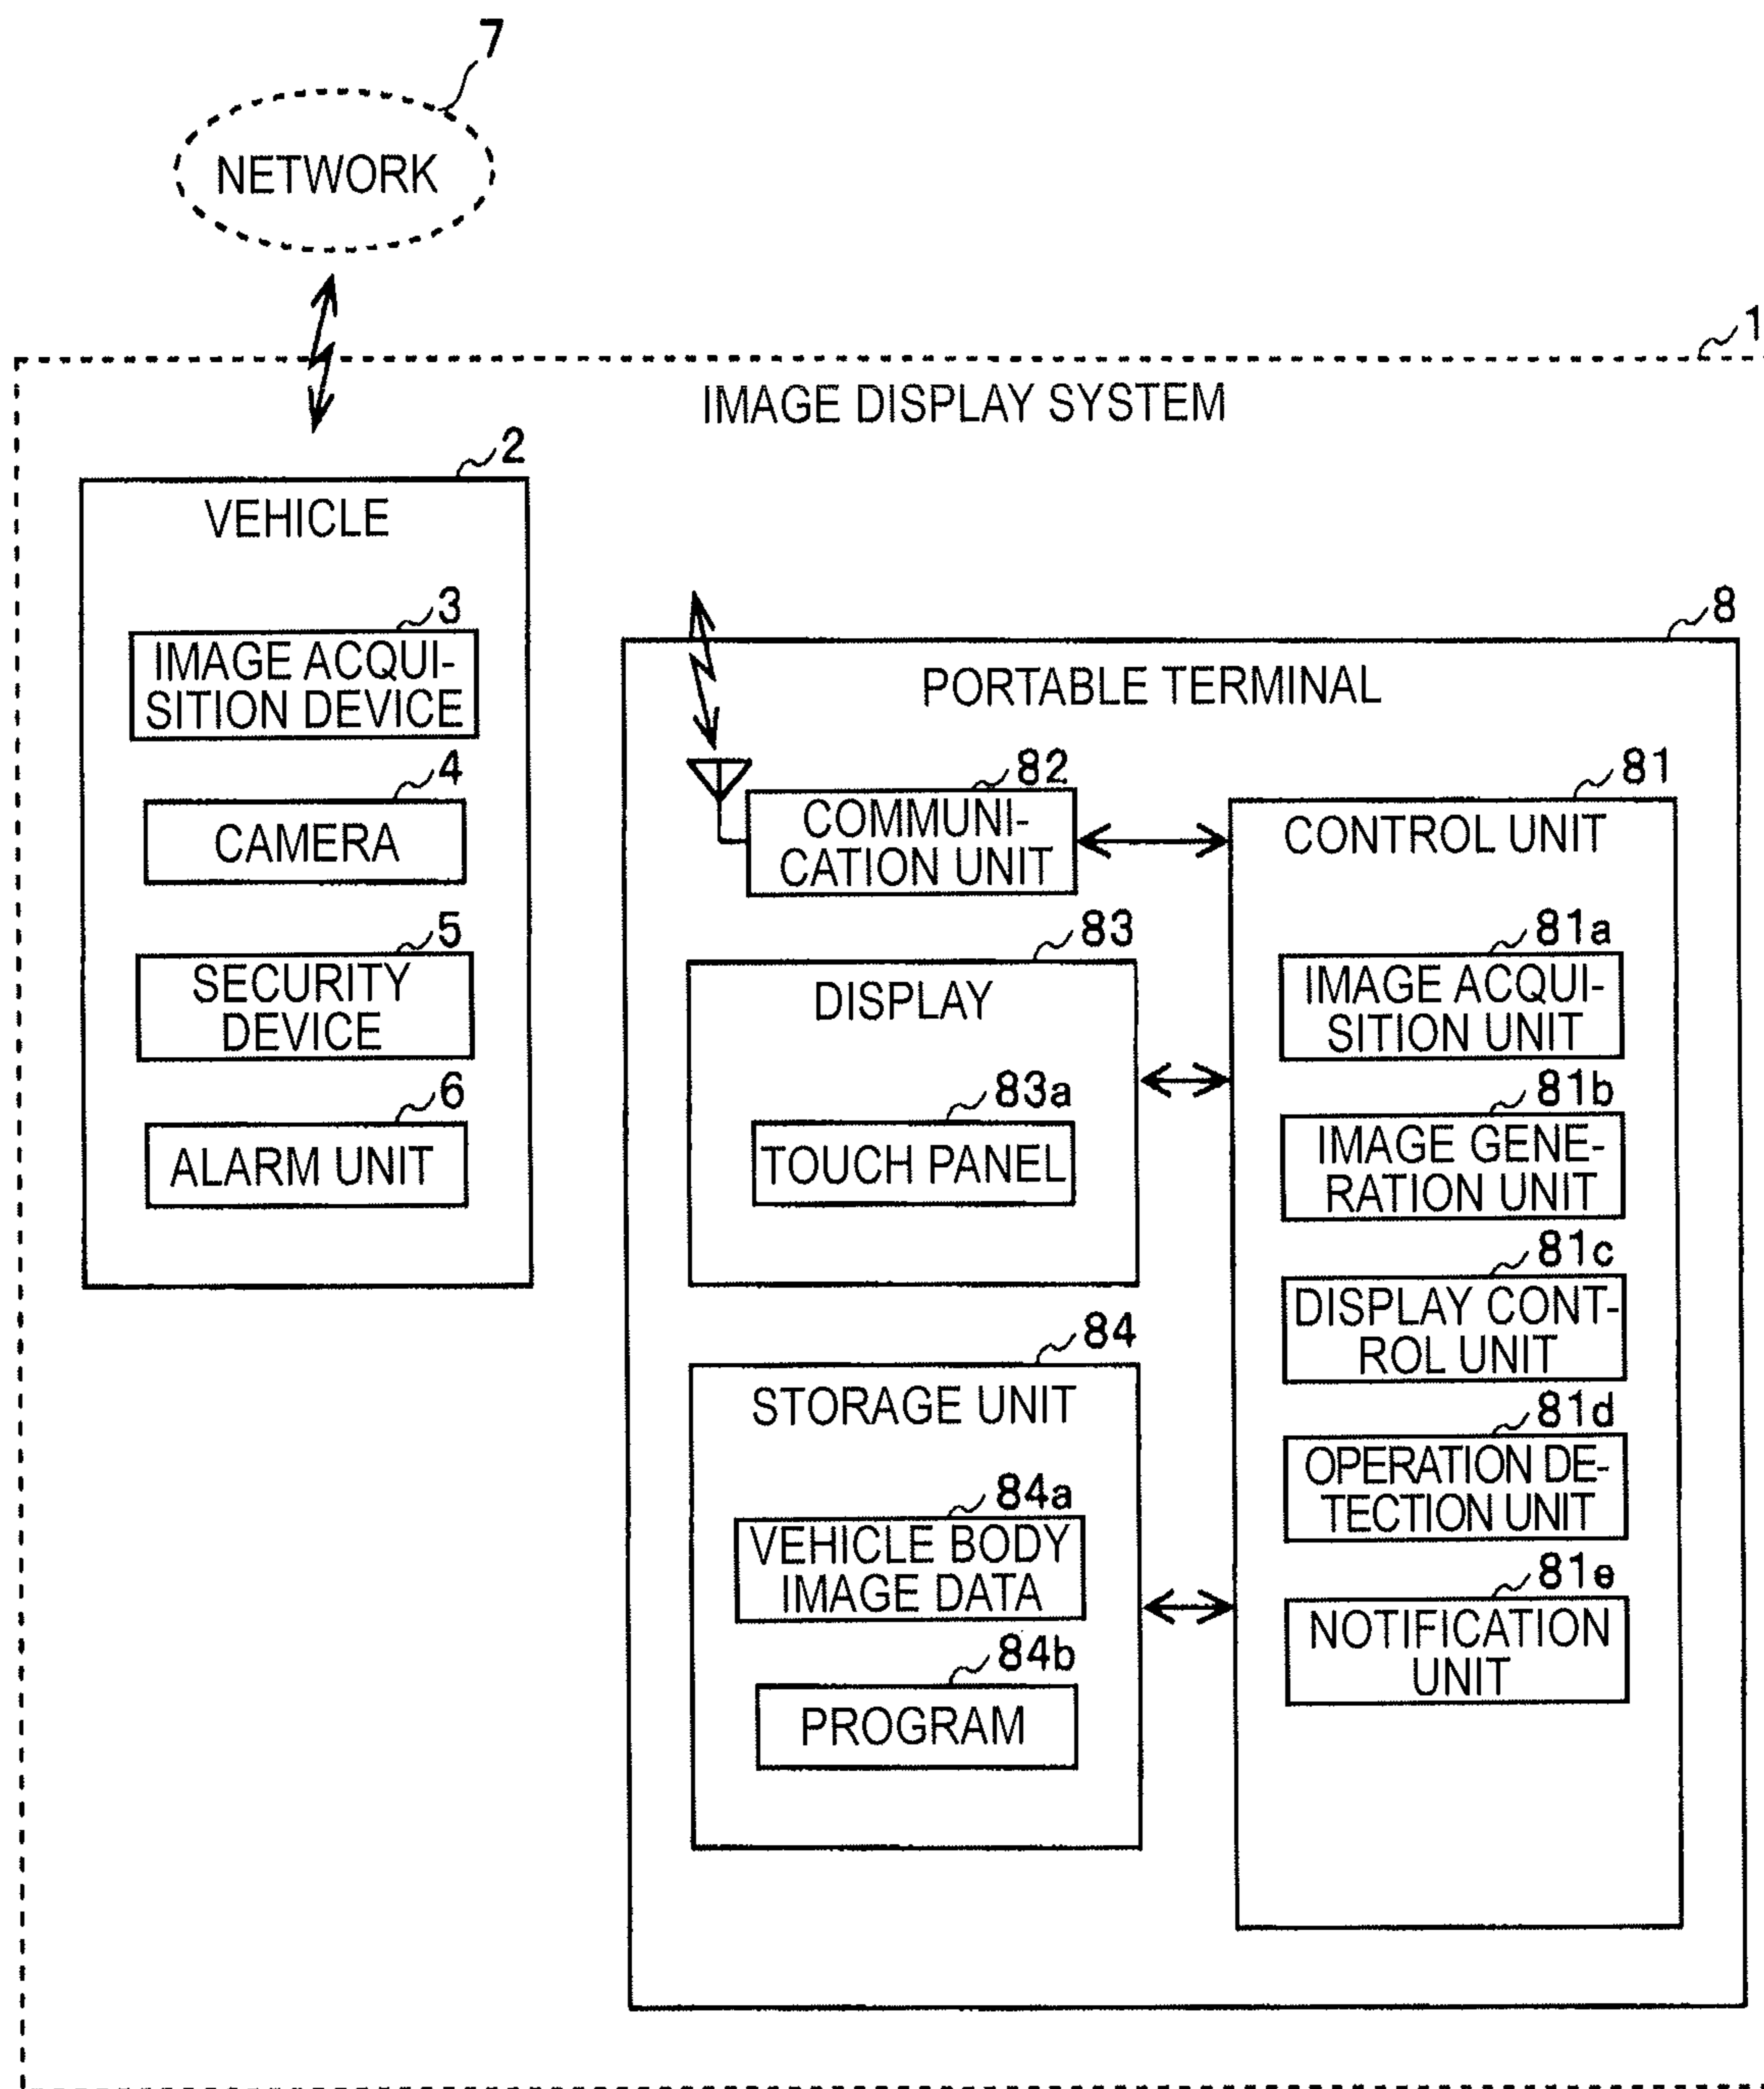 7
NETWORK
1
IMAGE DISPLAY SYSTEM
2
VEHICLE
3
IMAGE ACQUI-
SITION DEVICE
4
CAMERA
5
SECURITY
DEVICE
6
ALARM UNIT
8
PORTABLE TERMINAL
82
COMMUNI-
CATION UNIT
83
DISPLAY
83a
TOUCH PANEL
84
STORAGE UNIT
84a
VEHICLE BODY
IMAGE DATA
84b
PROGRAM
81
CONTROL UNIT
81a
IMAGE ACQUI-
SITION UNIT
81b
IMAGE GENE-
RATION UNIT
81c
DISPLAY CONT-
ROL UNIT
81d
OPERATION DE-
TECTION UNIT
81e
NOTIFICATION
UNIT